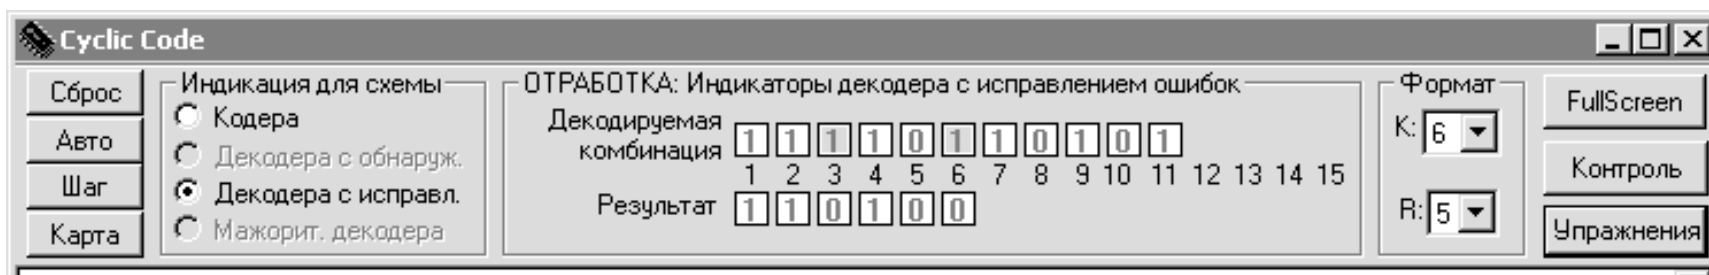 Cyclic Code
Сброс
Авто
Шаг
Карта
Индикация для схемы
Кодера
Декодера с обнаруж.
Декодера с исправл.
Мажорит. декодера
ОТРАБОТКА: Индикаторы декодера с исправлением ошибок
Декодируемая
комбинация 1 1 1 1 0 1 1 0 1 0 1
1 2 3 4 5 6 7 8 9 10 11 12 13 14 15
Результат 1 1 0 1 0 0
Формат
K: 6
R: 5
FullScreen
Контроль
Упражнения